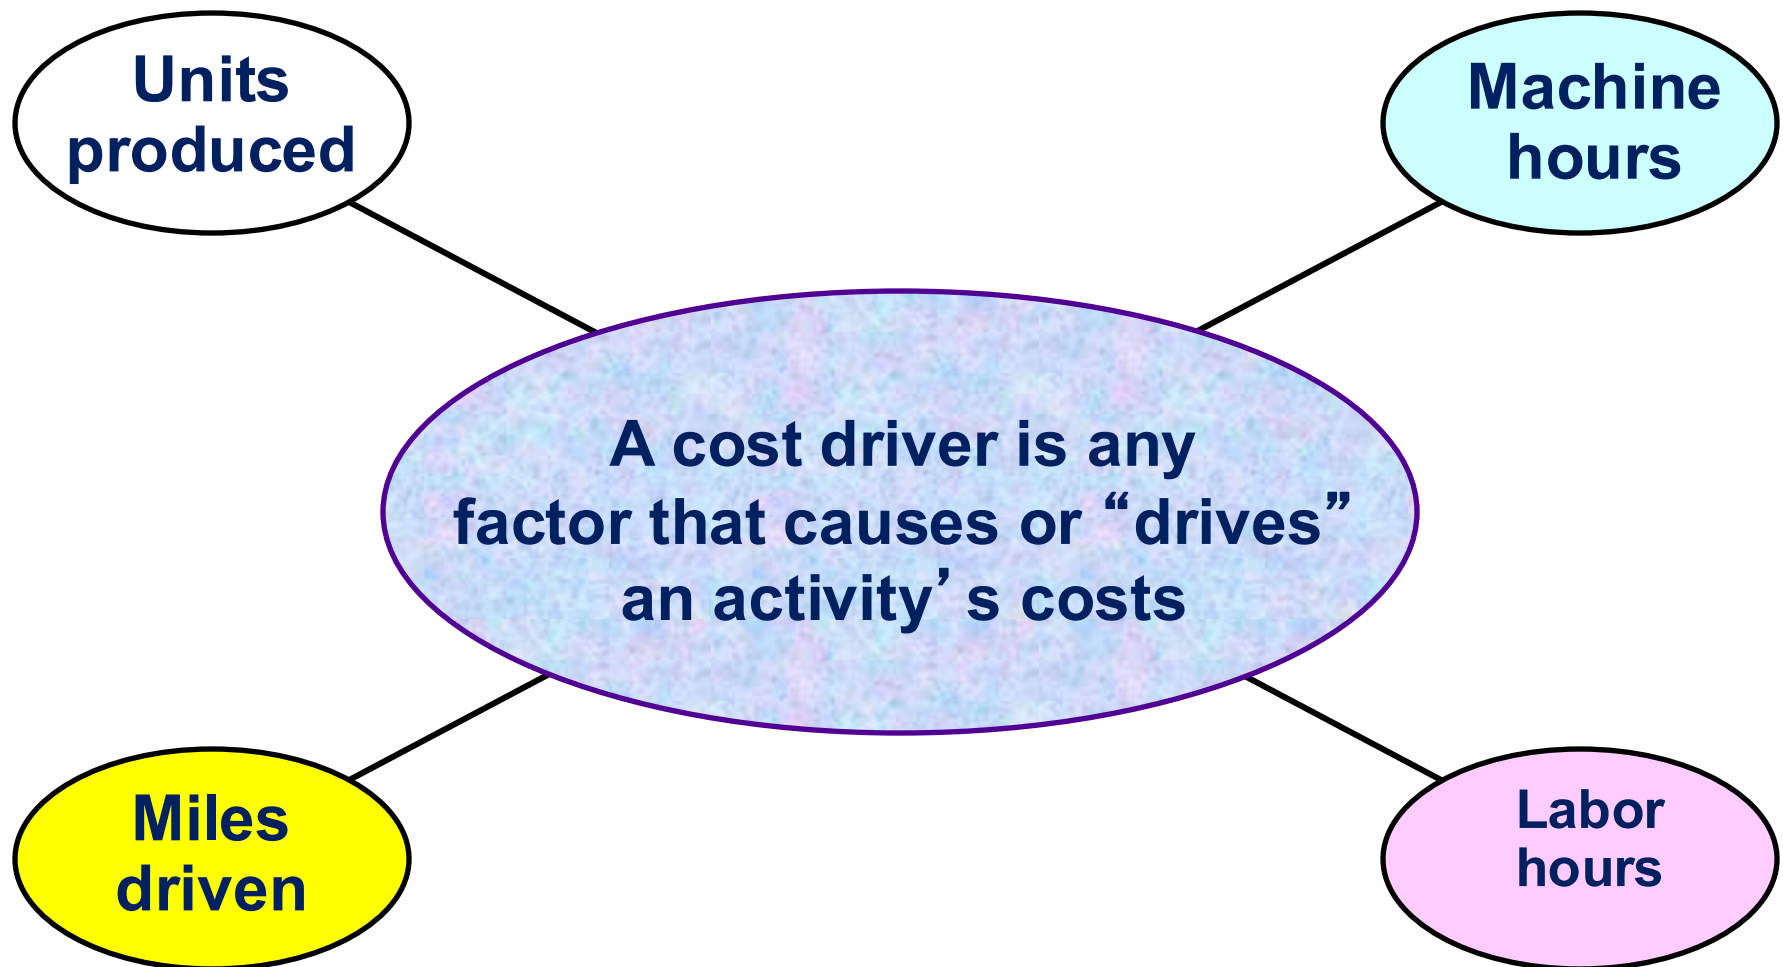 Units
produced
Machine
hours
A cost driver is any
factor that causes or “drives”
an activity’s costs
Miles
driven
Labor
hours